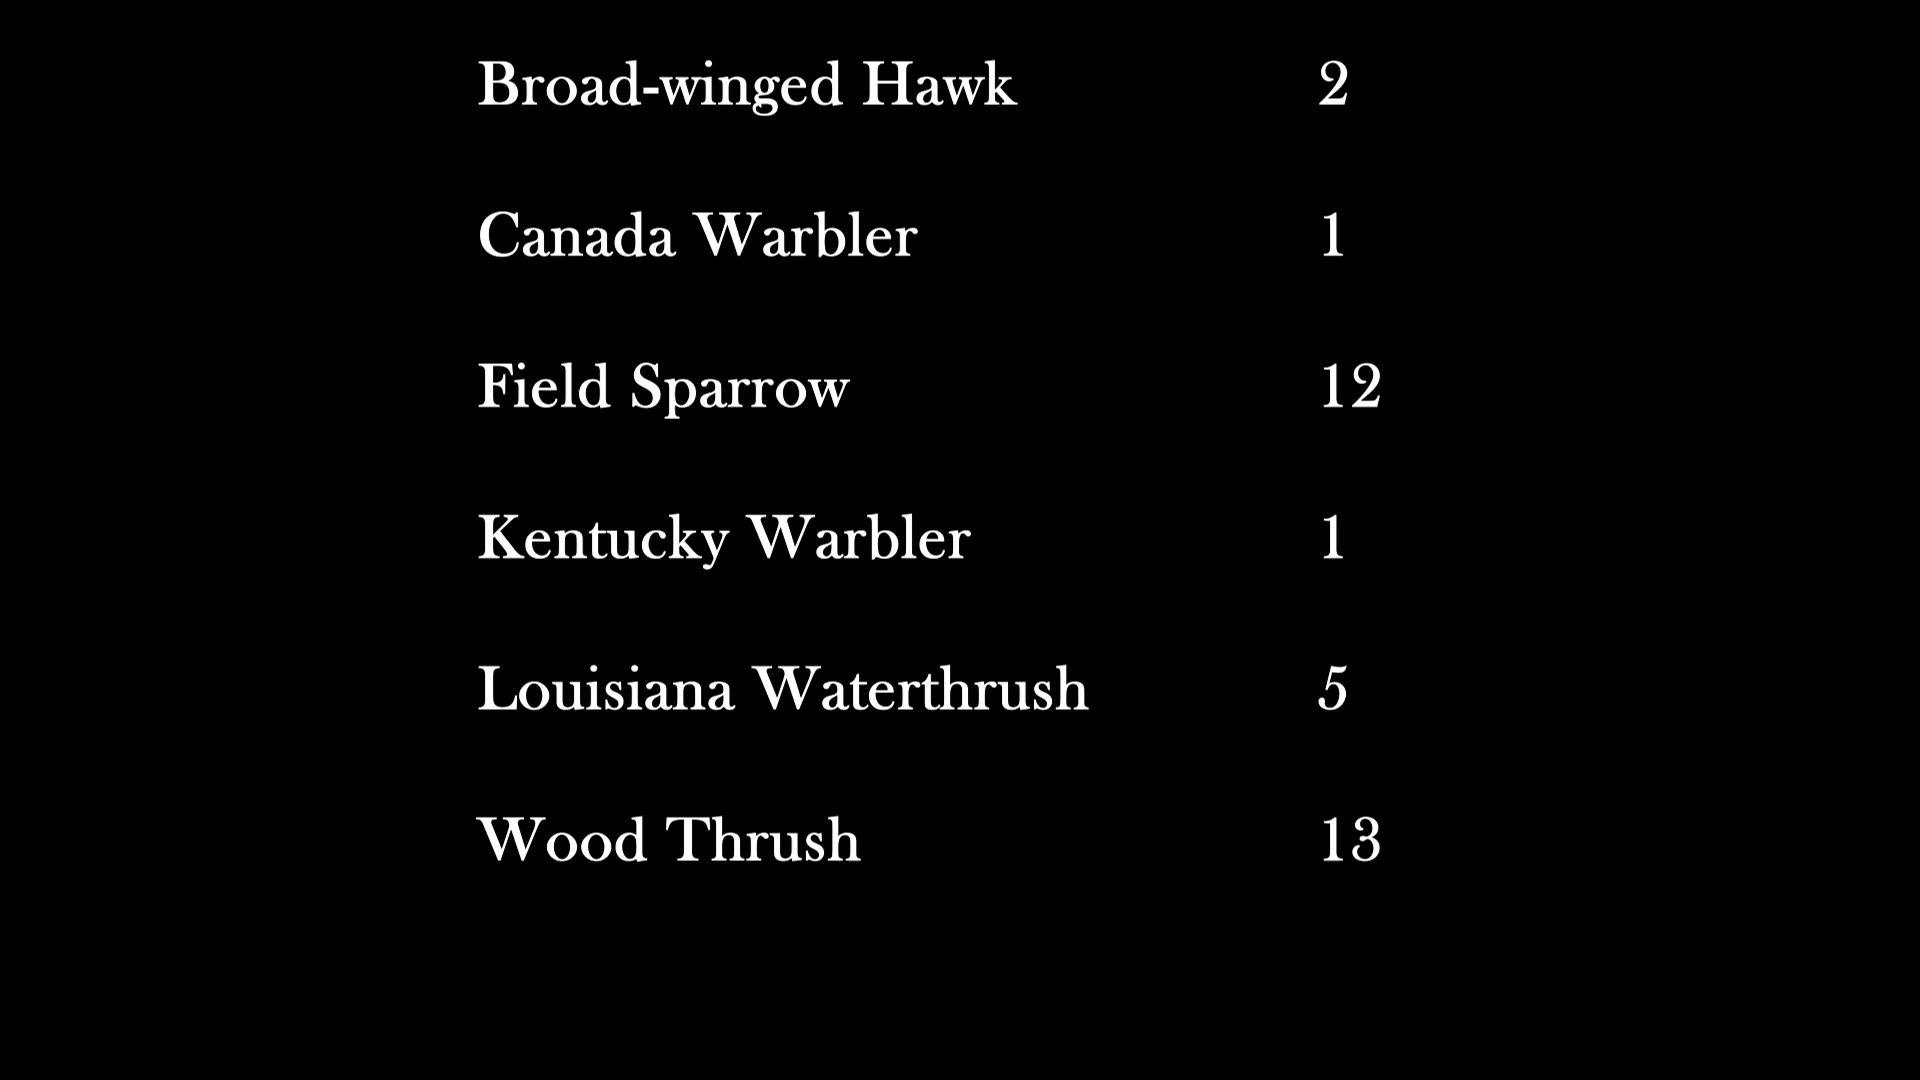 Broad-winged Hawk 2
Canada Warbler 1
Field Sparrow 12
Kentucky Warbler 1
Louisiana Waterthrush 5
Wood Thrush 13